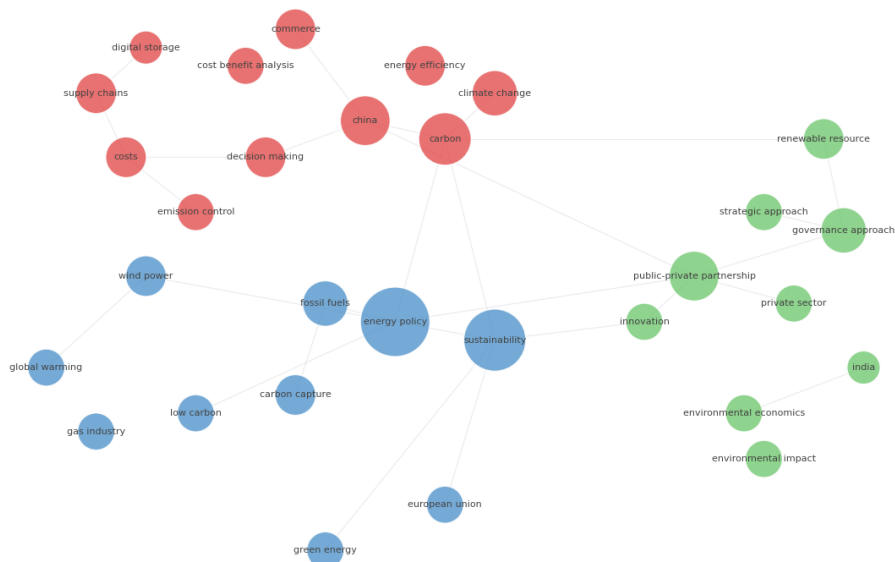 commerce
digital storage
cost benefit analysis
energy efficiency
supply chains
climate change
china
carbon
renewable resource
costs
decision making
emission control
strategic approach
governance approach
wind power
public-private partnership
fossil fuels
private sector
energy policy
innovation
sustainability
global warming
india
carbon capture
low carbon
environmental economics
gas industry
environmental impact
european union
green energy